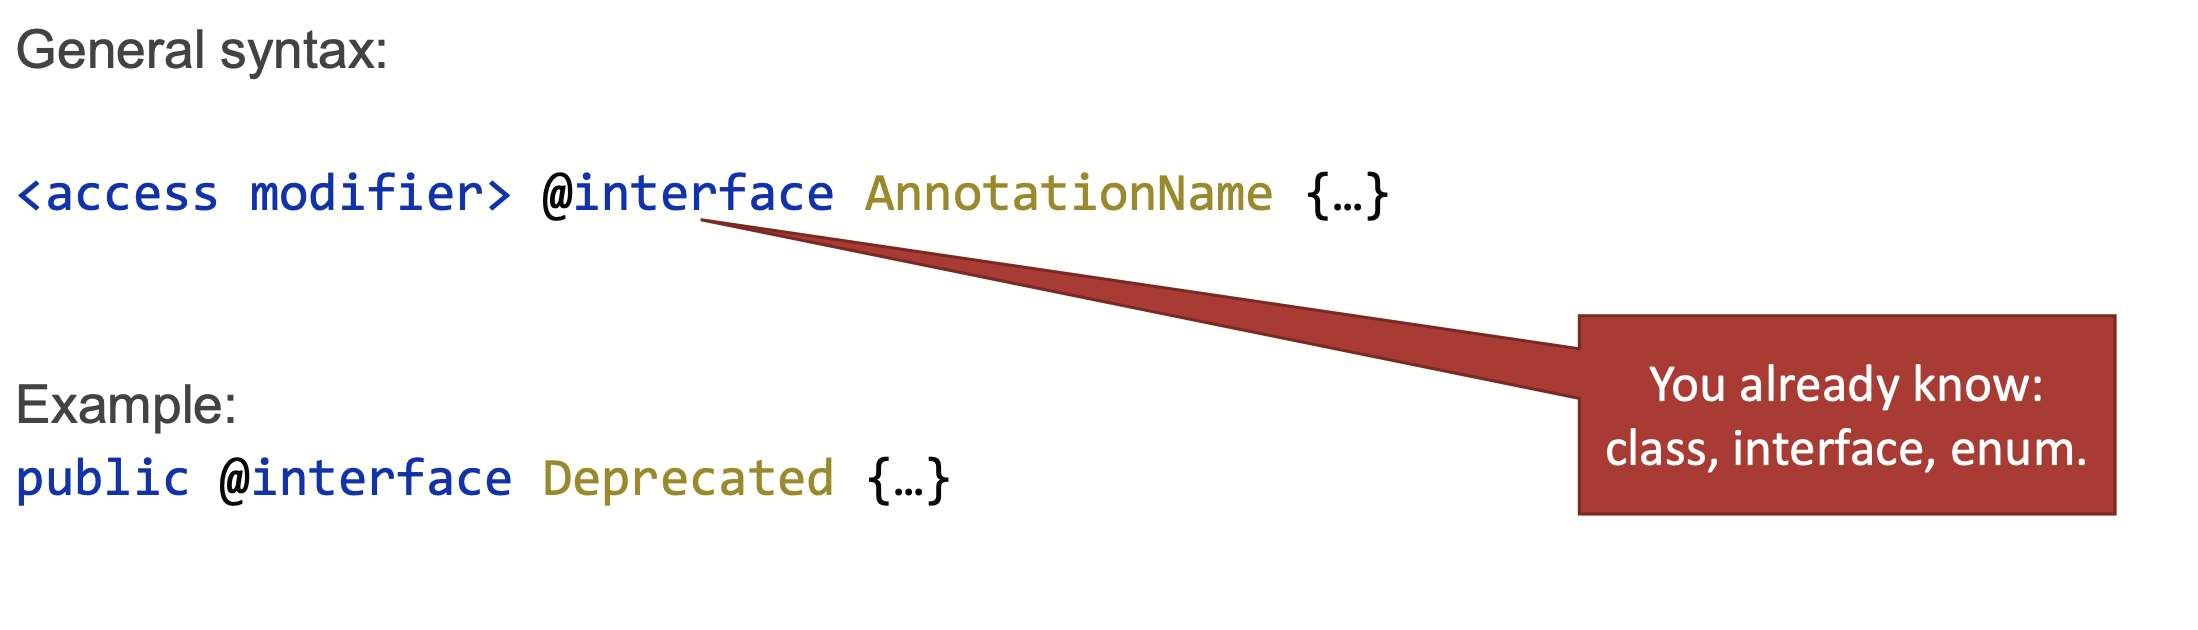 General syntax:
<access modifier> @interface AnnotationName {…}
Example:
public @interface Deprecated {…}
You already know:
class, interface, enum.